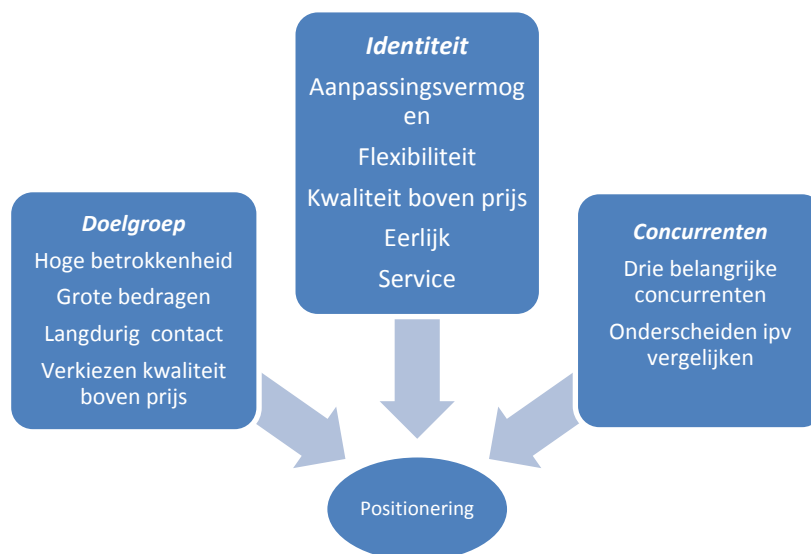 Identiteit
Aanpassingsvermog
en
Flexibiliteit
Kwaliteit boven prijs
Eerlijk
Service
Doelgroep
Hoge betrokkenheid
Grote bedragen
Langdurig contact
Verkiezen kwaliteit
boven prijs
Concurrenten
Drie belangrijke
concurrenten
Onderscheiden ipv
vergelijken
Positionering